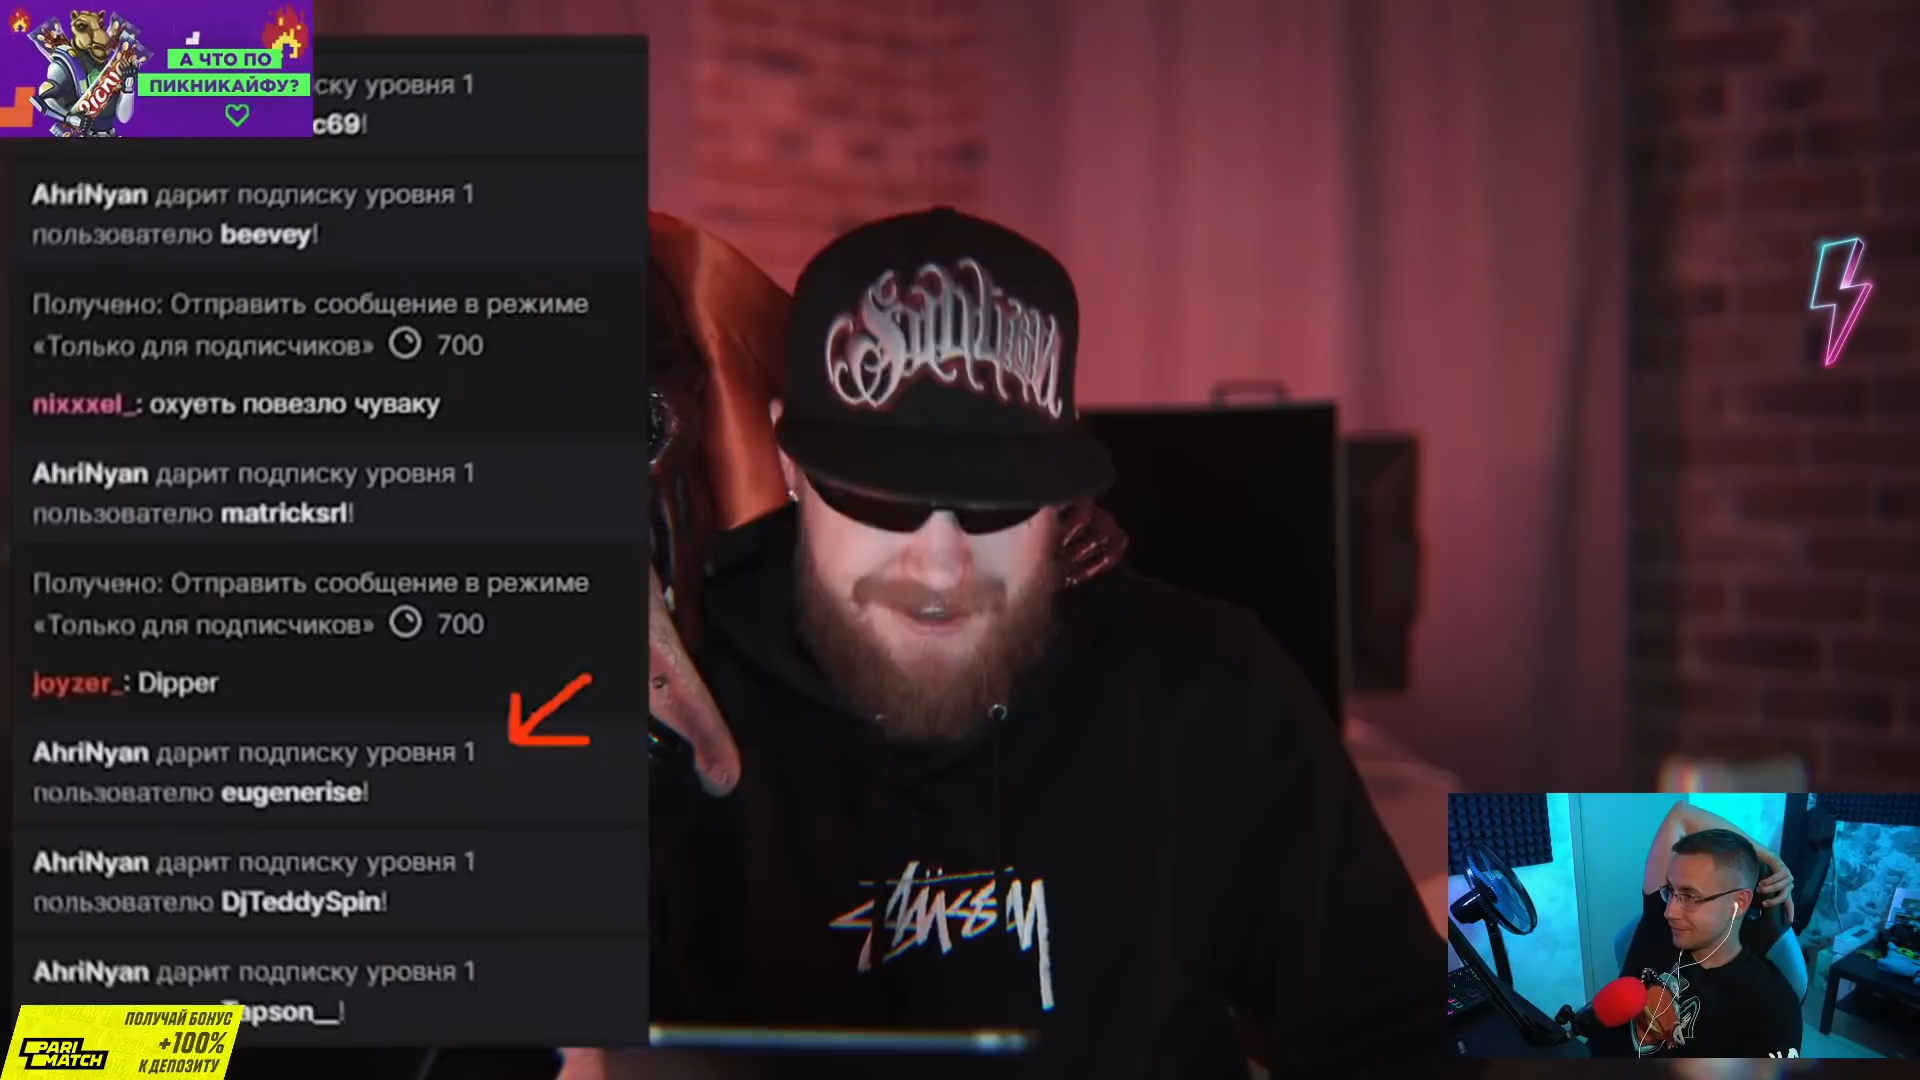 А ЧТО ПО
ПИКНИКАЙФУ?
ску уровня 1
c69!
AhriNyan дарит подписку уровня 1
пользователю beevey!
Получено: Отправить сообщение в режиме
«Только для подписчиков» 700
nixxxel_: охуеть повезло чуваку
AhriNyan дарит подписку уровня 1
пользователю matricksrl!
Получено: Отправить сообщение в режиме
«Только для подписчиков» 700
joyzer_: Dipper
AhriNyan дарит подписку уровня 1
пользователю eugenerise!
AhriNyan дарит подписку уровня 1
пользователю DjTeddySpin!
AhriNyan дарит подписку уровня 1
apson__!
ПОЛУЧАЙ БОНУС
+100%
К ДЕПОЗИТУ
PARI
MATCH